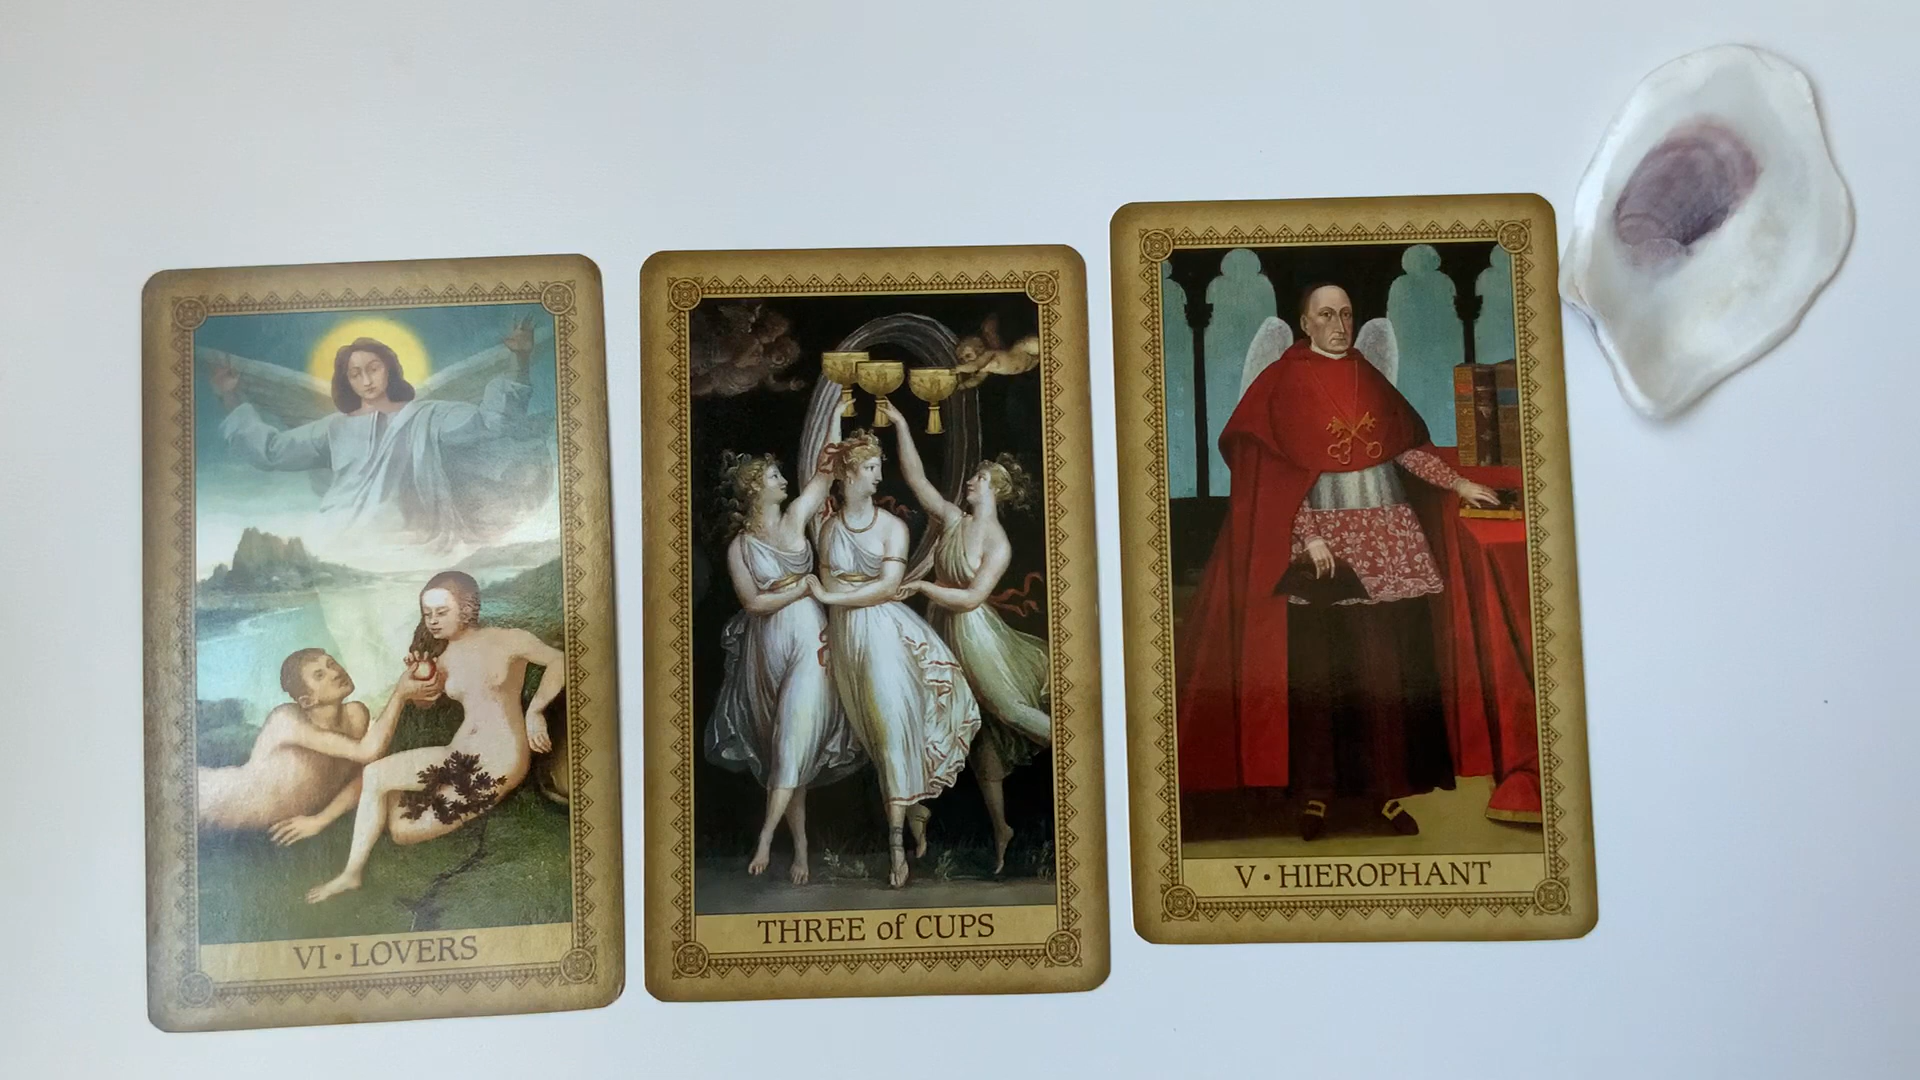 VI • LOVERS
THREE of CUPS
V • HIEROPHANT